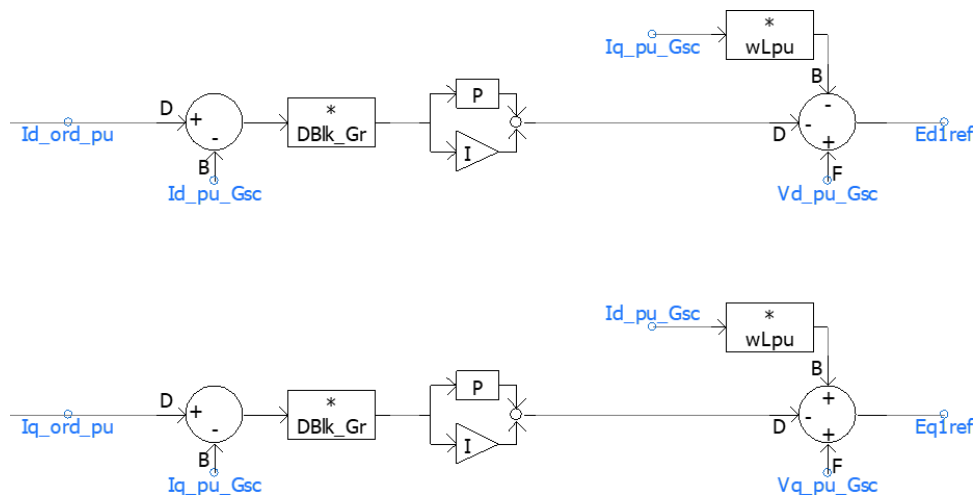 Iq_pu_Gsc
*
wLpu
B
P
D
+
-
*
DBlk_Gr
-
-
+
Id_ord_pu
I
D
Ed1ref
B
F
Id_pu_Gsc
Vd_pu_Gsc
Id_pu_Gsc
*
wLpu
B
P
D
+
-
*
DBlk_Gr
+
-
+
Iq_ord_pu
I
D
Eq1ref
B
F
Iq_pu_Gsc
Vq_pu_Gsc